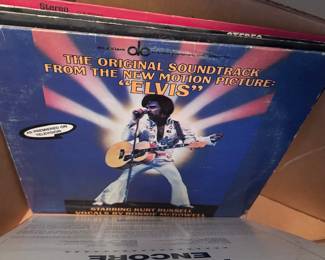 Stereo
STEREO
THE ORIGINAL SOUNDTRACK
FROM THE NEW MOTION PICTURE:
"ELVIS"
AS PREMIERED ON
TELEVISION
STARRING KURT RUSSELL
VOCALS BY RONNIE McDOWELL
ENCORE